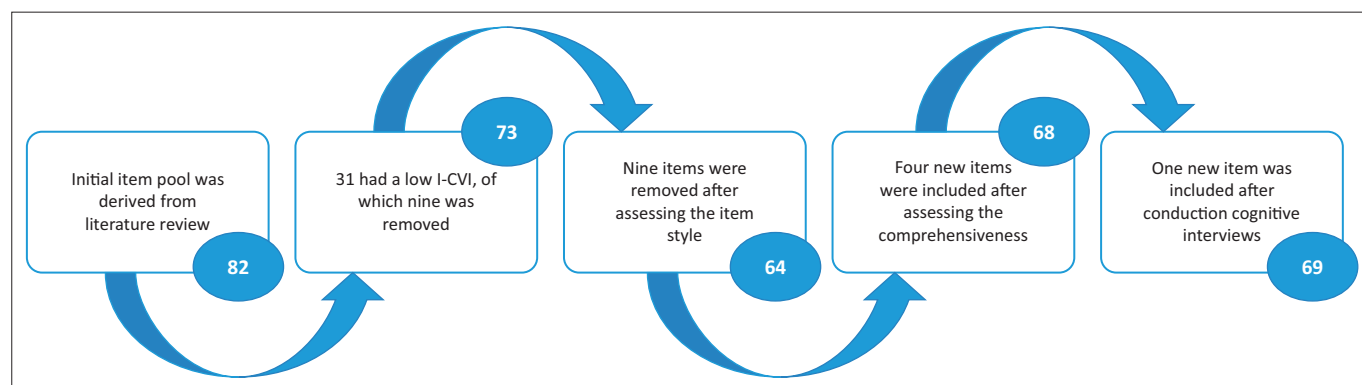 Initial item pool was
derived from
literature review
82
31 had a low I-CVI, of
which nine was
removed
73
Nine items were
removed after
assessing the item
style
64
Four new items
were included after
assessing the
comprehensiveness
68
One new item was
included after
conduction cognitive
interviews
69